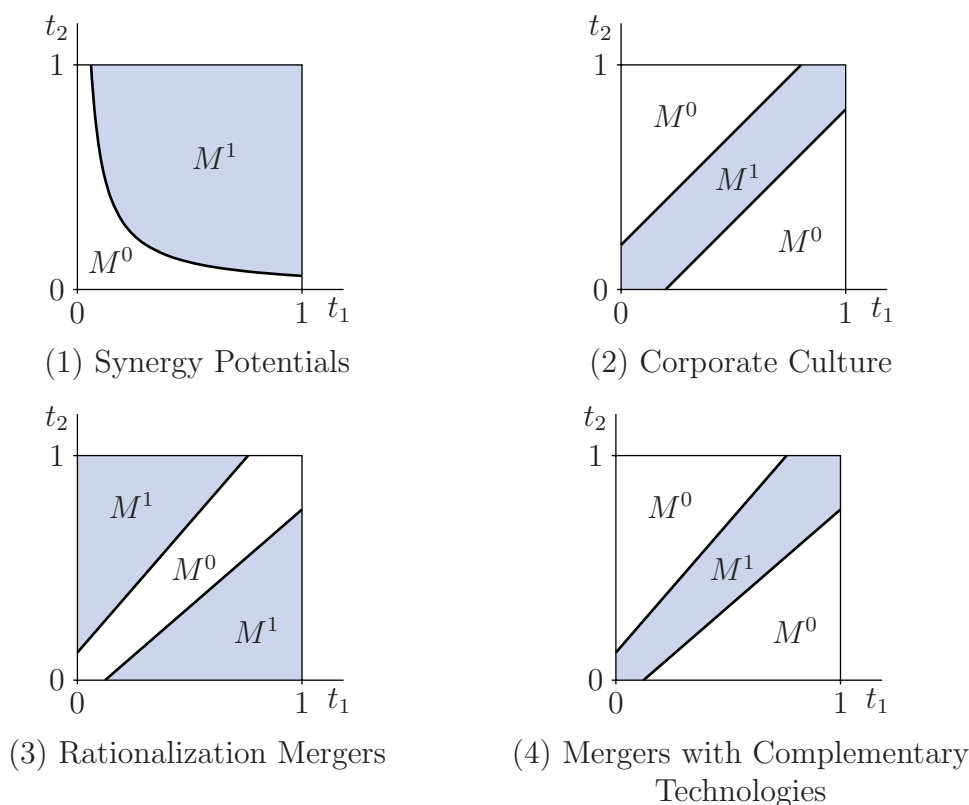 t₂
1
M¹
M⁰
0
0
1
t₁
(1) Synergy Potentials
t₂
1
M⁰
M¹
M⁰
0
0
1
t₁
(2) Corporate Culture
t₂
1
M¹
M⁰
M¹
0
0
1
t₁
(3) Rationalization Mergers
t₂
1
M⁰
M¹
M⁰
0
0
1
t₁
(4) Mergers with Complementary
Technologies